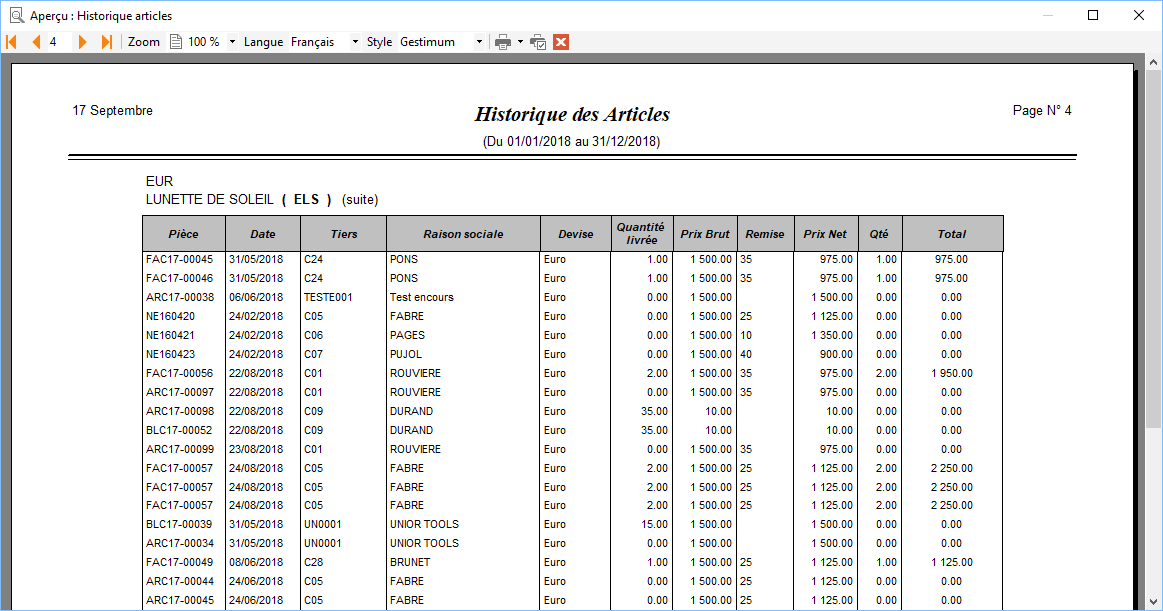 Aperçu : Historique articles
4 Zoom 100 % Langue Français Style Gestimum
17 Septembre Historique des Articles Page N° 4
(Du 01/01/2018 au 31/12/2018)
EUR
LUNETTE DE SOLEIL ( ELS ) (suite)
Pièce Date Tiers Raison sociale Devise Quantité livrée Prix Brut Remise Prix Net Qté Total
FAC17-00045 31/05/2018 C24 PONS Euro 1.00 1 500.00 35 975.00 1.00 975.00
FAC17-00046 31/05/2018 C24 PONS Euro 1.00 1 500.00 35 975.00 1.00 975.00
ARC17-00038 06/06/2018 TESTE001 Test encours Euro 0.00 1 500.00 1 500.00 0.00 0.00
NE160420 24/02/2018 C05 FABRE Euro 0.00 1 500.00 25 1 125.00 0.00 0.00
NE160421 24/02/2018 C06 PAGES Euro 0.00 1 500.00 10 1 350.00 0.00 0.00
NE160423 24/02/2018 C07 PUJOL Euro 0.00 1 500.00 40 900.00 0.00 0.00
FAC17-00056 22/08/2018 C01 ROUVIERE Euro 2.00 1 500.00 35 975.00 2.00 1 950.00
ARC17-00097 22/08/2018 C01 ROUVIERE Euro 0.00 1 500.00 35 975.00 0.00 0.00
ARC17-00098 22/08/2018 C09 DURAND Euro 35.00 10.00 10.00 0.00 0.00
BLC17-00052 22/08/2018 C09 DURAND Euro 35.00 10.00 10.00 0.00 0.00
ARC17-00099 23/08/2018 C01 ROUVIERE Euro 0.00 1 500.00 35 975.00 0.00 0.00
FAC17-00057 24/08/2018 C05 FABRE Euro 2.00 1 500.00 25 1 125.00 2.00 2 250.00
FAC17-00057 24/08/2018 C05 FABRE Euro 2.00 1 500.00 25 1 125.00 2.00 2 250.00
FAC17-00057 24/08/2018 C05 FABRE Euro 2.00 1 500.00 25 1 125.00 2.00 2 250.00
BLC17-00039 31/05/2018 UN0001 UNIOR TOOLS Euro 15.00 1 500.00 1 500.00 0.00 0.00
ARC17-00034 31/05/2018 UN0001 UNIOR TOOLS Euro 0.00 1 500.00 1 500.00 0.00 0.00
FAC17-00049 08/06/2018 C28 BRUNET Euro 1.00 1 500.00 25 1 125.00 1.00 1 125.00
ARC17-00044 24/06/2018 C05 FABRE Euro 0.00 1 500.00 25 1 125.00 0.00 0.00
ARC17-00045 24/06/2018 C05 FABRE Euro 0.00 1 500.00 25 1 125.00 0.00 0.00